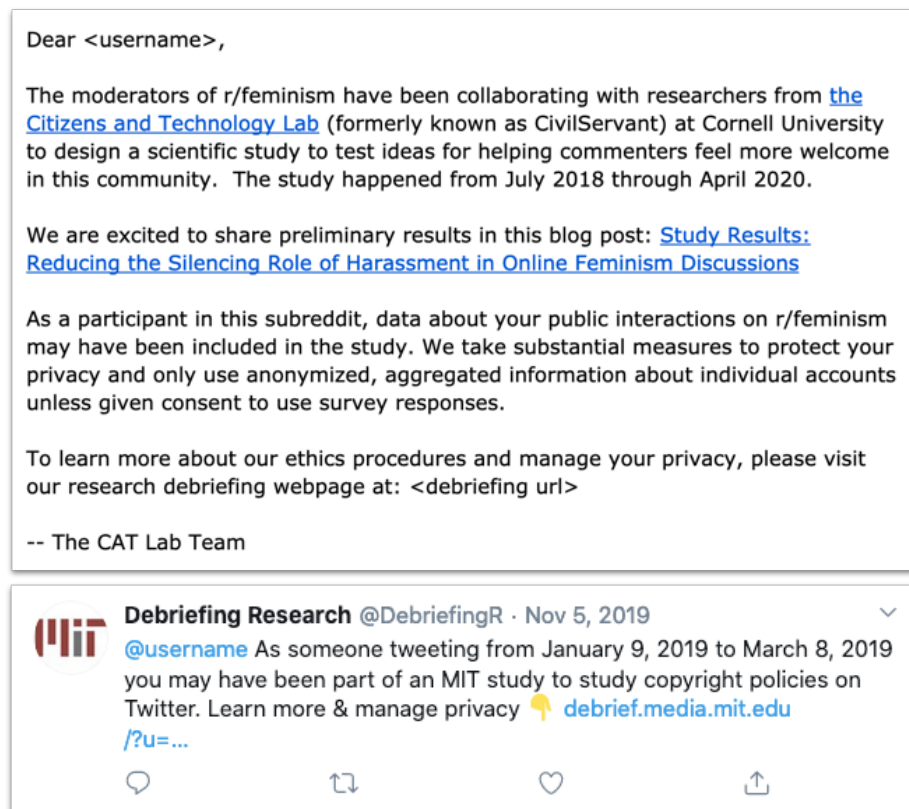 Dear <username>,
The moderators of r/feminism have been collaborating with researchers from the
Citizens and Technology Lab (formerly known as CivilServant) at Cornell University
to design a scientific study to test ideas for helping commenters feel more welcome
in this community.  The study happened from July 2018 through April 2020.
We are excited to share preliminary results in this blog post: Study Results:
Reducing the Silencing Role of Harassment in Online Feminism Discussions
As a participant in this subreddit, data about your public interactions on r/feminism
may have been included in the study. We take substantial measures to protect your
privacy and only use anonymized, aggregated information about individual accounts
unless given consent to use survey responses.
To learn more about our ethics procedures and manage your privacy, please visit
our research debriefing webpage at: <debriefing url>
-- The CAT Lab Team
MIT
Debriefing Research @DebriefingR · Nov 5, 2019
@username As someone tweeting from January 9, 2019 to March 8, 2019
you may have been part of an MIT study to study copyright policies on
Twitter. Learn more & manage privacy 👇 debrief.media.mit.edu
/?u=...